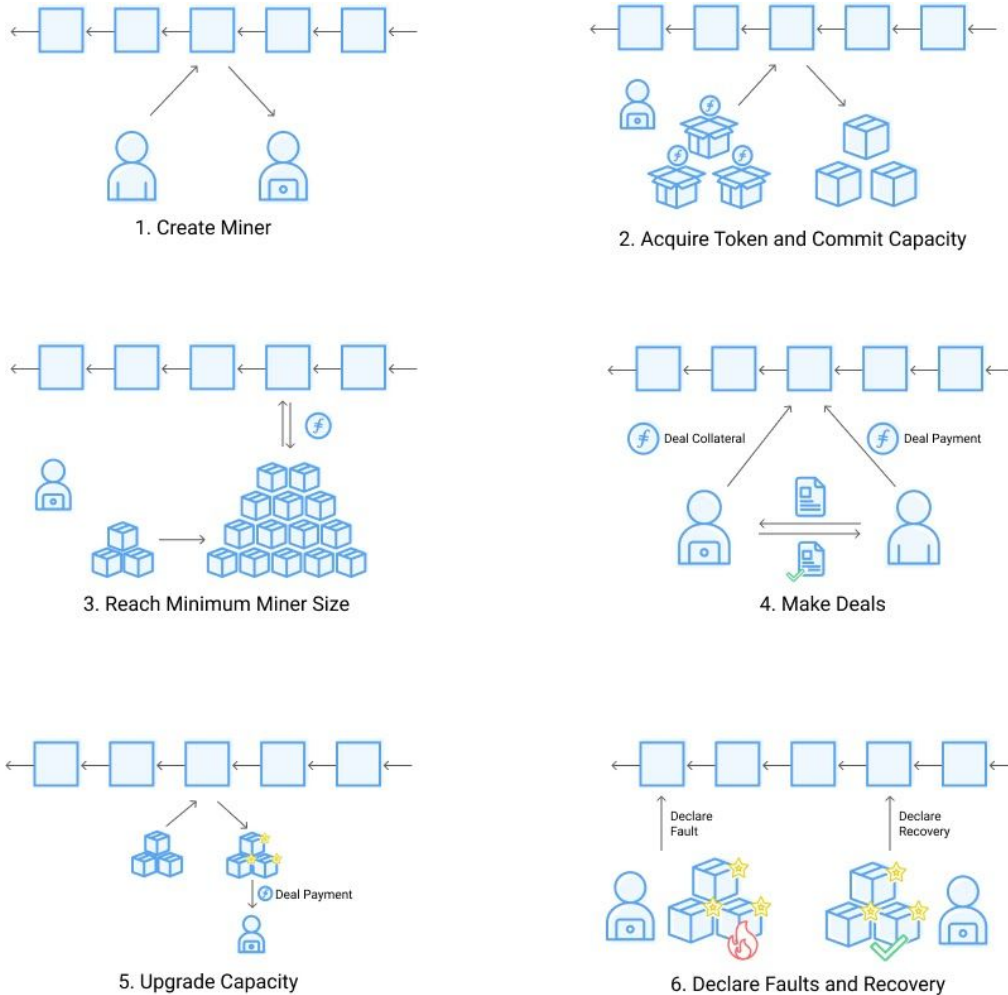 1. Create Miner
2. Acquire Token and Commit Capacity
3. Reach Minimum Miner Size
Deal Collateral
Deal Payment
4. Make Deals
Deal Payment
5. Upgrade Capacity
Declare
Fault
Declare
Recovery
6. Declare Faults and Recovery